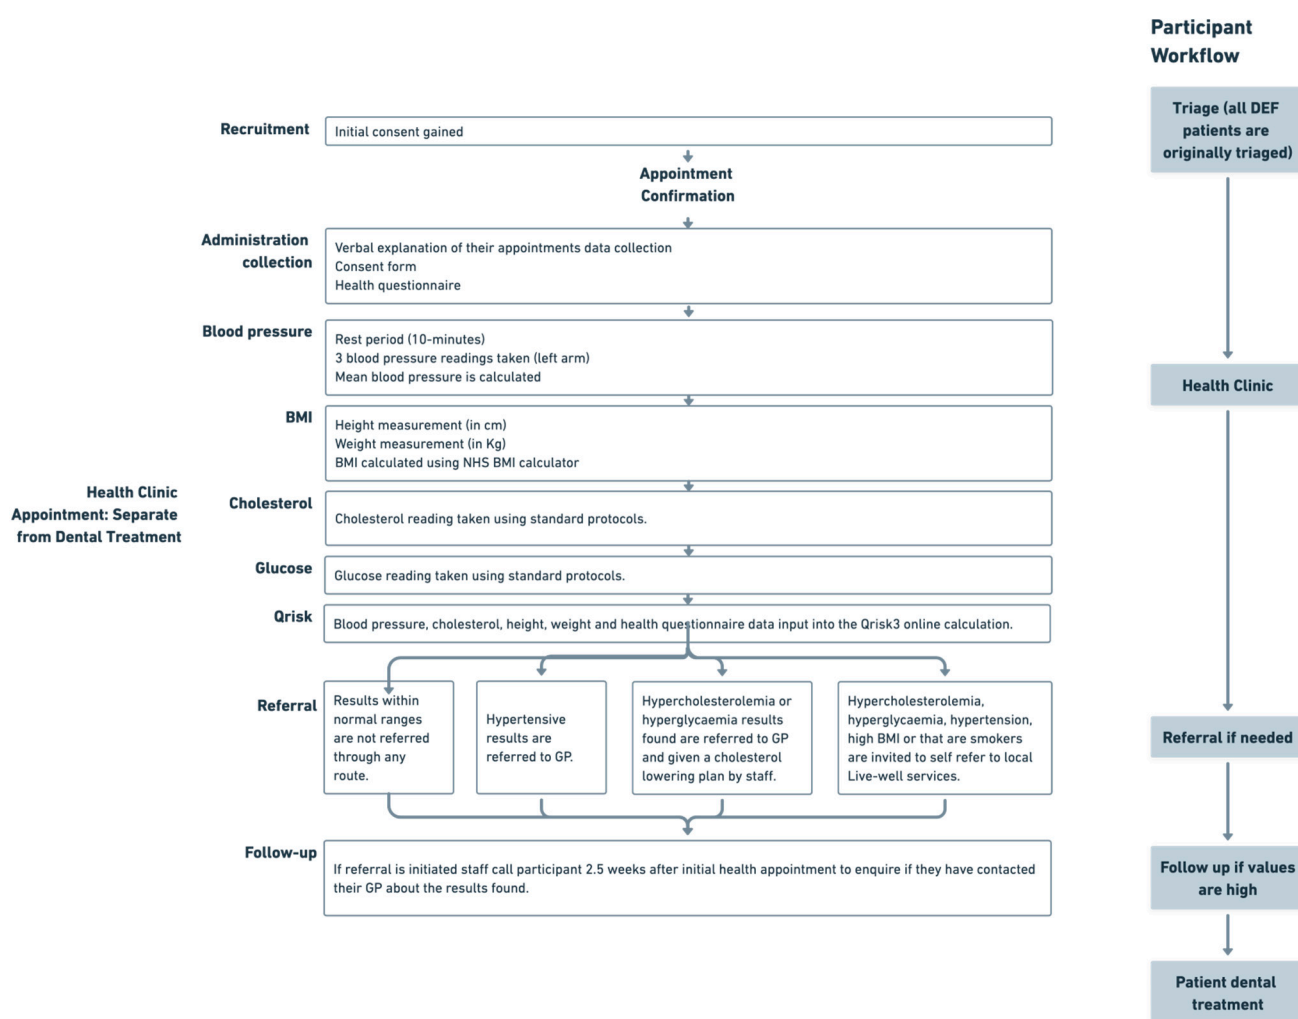 Participant
Workflow
Triage (all DEF
patients are
originally triaged)
Recruitment
Initial consent gained
Appointment
Confirmation
Administration
collection
Verbal explanation of their appointments data collection
Consent form
Health questionnaire
Blood pressure
Rest period (10-minutes)
3 blood pressure readings taken (left arm)
Mean blood pressure is calculated
Health Clinic
BMI
Height measurement (in cm)
Weight measurement (in Kg)
BMI calculated using NHS BMI calculator
Health Clinic
Appointment: Separate
from Dental Treatment
Cholesterol
Cholesterol reading taken using standard protocols.
Glucose
Glucose reading taken using standard protocols.
Qrisk
Blood pressure, cholesterol, height, weight and health questionnaire data input into the Qrisk3 online calculation.
Referral
Results within
normal ranges
are not referred
through any
route.
Hypertensive
results are
referred to GP.
Hypercholesterolemia or
hyperglycaemia results
found are referred to GP
and given a cholesterol
lowering plan by staff.
Hypercholesterolemia,
hyperglycaemia, hypertension,
high BMI or that are smokers
are invited to self refer to local
Live-well services.
Referral if needed
Follow-up
If referral is initiated staff call participant 2.5 weeks after initial health appointment to enquire if they have contacted
their GP about the results found.
Follow up if values
are high
Patient dental
treatment